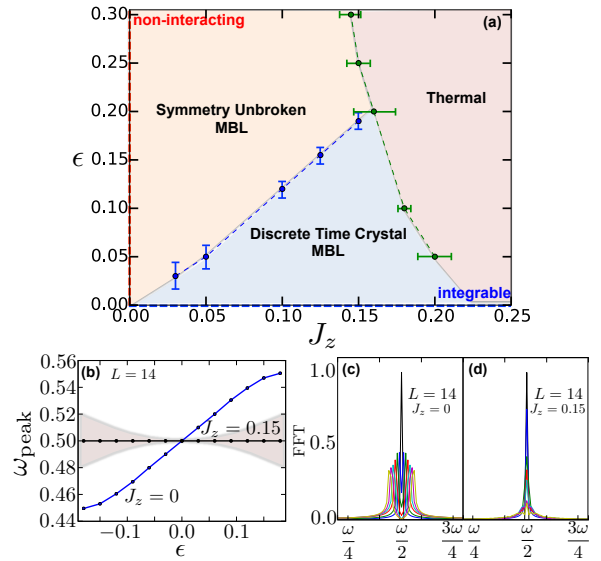 non-interacting
(a)
Symmetry Unbroken
MBL
Thermal
Discrete Time Crystal
MBL
integrable
ϵ
0.30
0.25
0.20
0.15
0.10
0.05
0.00
0.00 0.05 0.10 0.15 0.20 0.25
J_z
(b)
L = 14
J_z = 0.15
J_z = 0
ω_peak
0.56
0.54
0.52
0.50
0.48
0.46
0.44
−0.1 0.0 0.1
ϵ
(c)
L = 14
J_z = 0
FFT
1.0
0.5
0.0
ω/4 ω/2 3ω/4
(d)
L = 14
J_z = 0.15
ω/4 ω/2 3ω/4